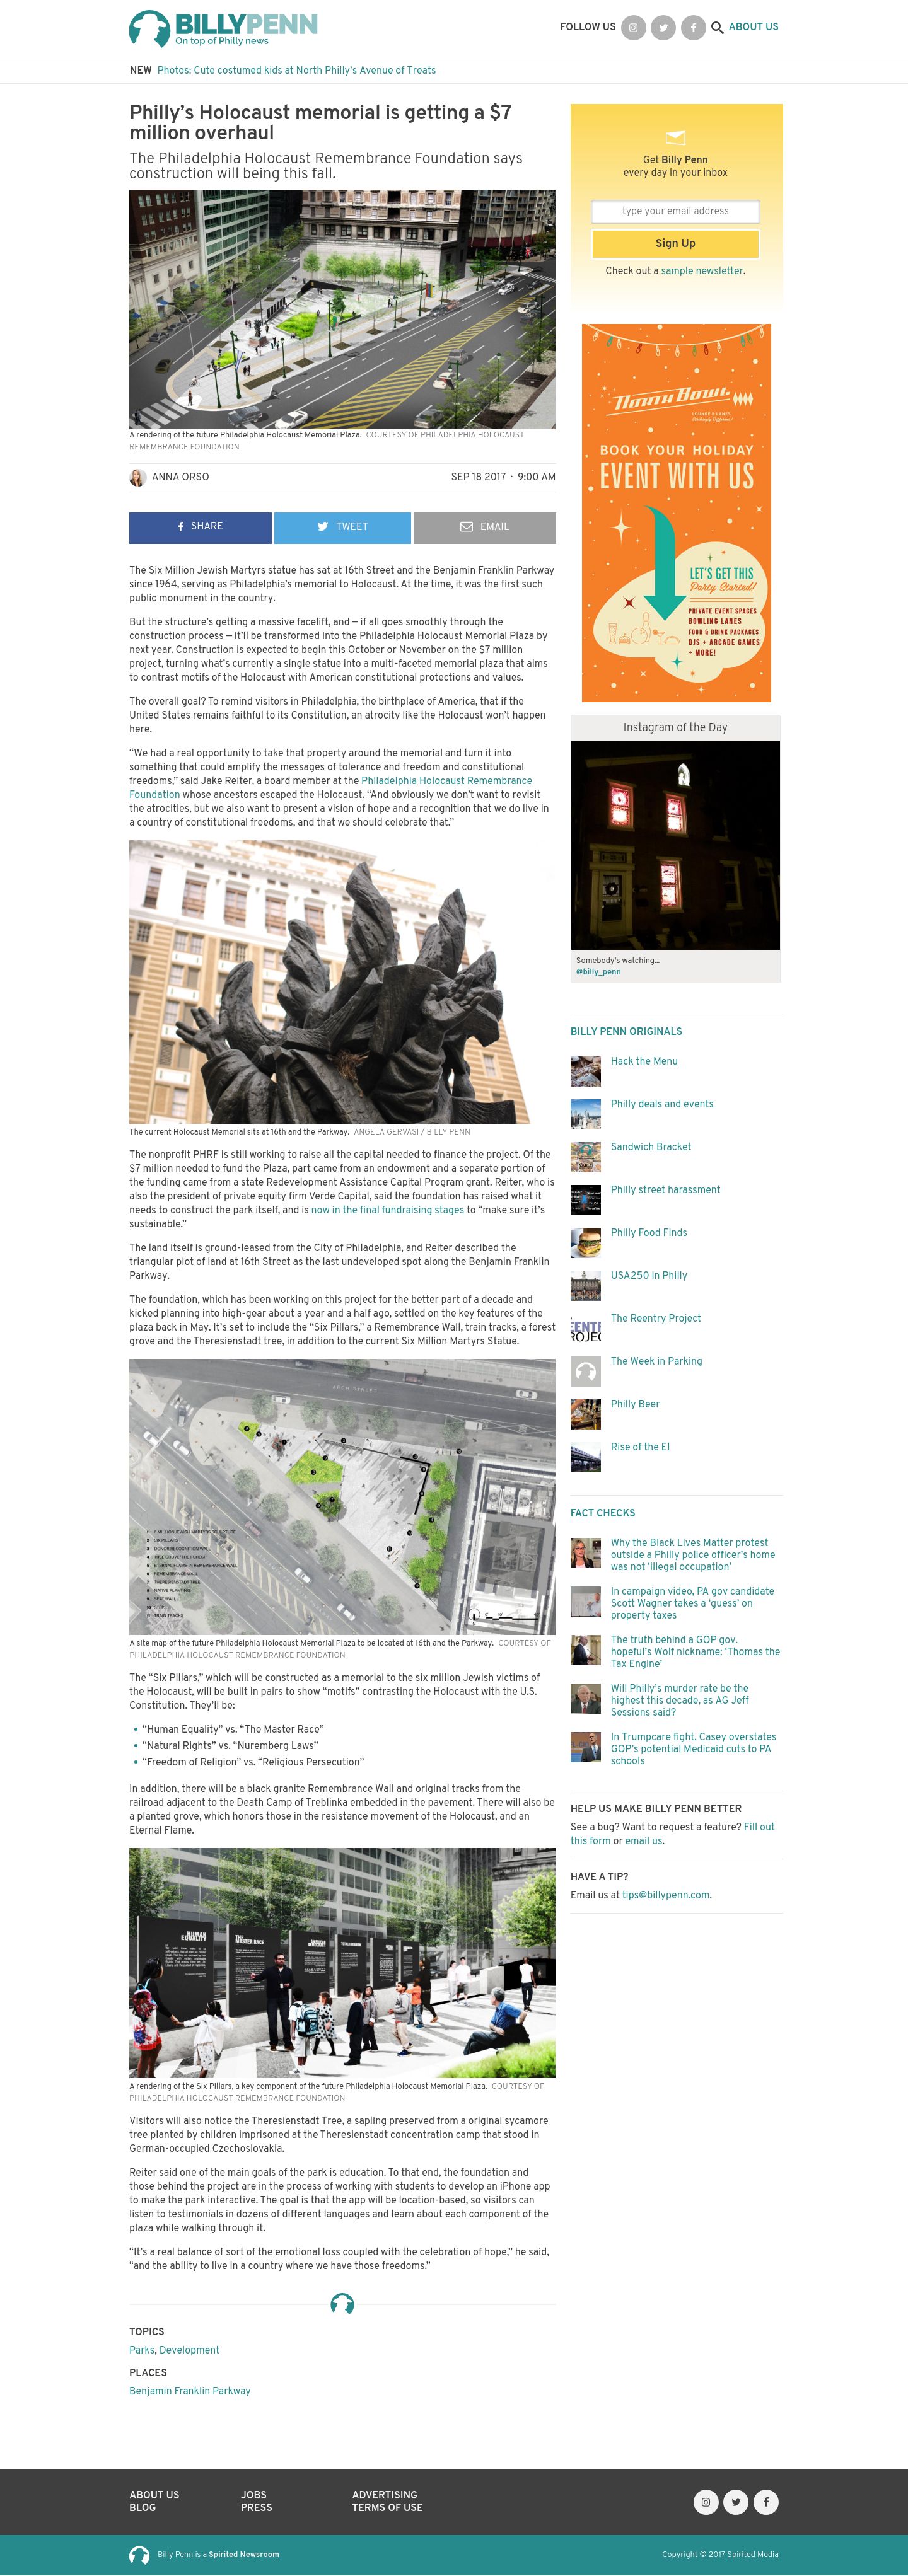 BILLYPENN
On top of Philly news
FOLLOW US
ABOUT US
NEW Photos: Cute costumed kids at North Philly's Avenue of Treats
Philly’s Holocaust memorial is getting a $7
million overhaul
The Philadelphia Holocaust Remembrance Foundation says
construction will being this fall.
A rendering of the future Philadelphia Holocaust Memorial Plaza. COURTESY OF PHILADELPHIA HOLOCAUST
REMEMBRANCE FOUNDATION
ANNA ORSO
SEP 18 2017 · 9:00 AM
SHARE
TWEET
EMAIL
The Six Million Jewish Martyrs statue has sat at 16th Street and the Benjamin Franklin Parkway
since 1964, serving as Philadelphia’s memorial to Holocaust. At the time, it was the first such
public monument in the country.
But the structure’s getting a massive facelift, and — if all goes smoothly through the
construction process — it’ll be transformed into the Philadelphia Holocaust Memorial Plaza by
next year. Construction is expected to begin this October or November on the $7 million
project, turning what’s currently a single statue into a multi-faceted memorial plaza that aims
to contrast motifs of the Holocaust with American constitutional protections and values.
The overall goal? To remind visitors in Philadelphia, the birthplace of America, that if the
United States remains faithful to its Constitution, an atrocity like the Holocaust won’t happen
here.
“We had a real opportunity to take that property around the memorial and turn it into
something that could amplify the messages of tolerance and freedom and constitutional
freedoms,” said Jake Reiter, a board member at the Philadelphia Holocaust Remembrance
Foundation whose ancestors escaped the Holocaust. “And obviously we don’t want to revisit
the atrocities, but we also want to present a vision of hope and a recognition that we do live in
a country of constitutional freedoms, and that we should celebrate that.”
The current Holocaust Memorial sits at 16th and the Parkway. ANGELA GERVASI / BILLY PENN
The nonprofit PHRF is still working to raise all the capital needed to finance the project. Of the
$7 million needed to fund the Plaza, part came from an endowment and a separate portion of
the funding came from a state Redevelopment Assistance Capital Program grant. Reiter, who is
also the president of private equity firm Verde Capital, said the foundation has raised what it
needs to construct the park itself, and is now in the final fundraising stages to “make sure it’s
sustainable.”
The land itself is ground-leased from the City of Philadelphia, and Reiter described the
triangular plot of land at 16th Street as the last undeveloped spot along the Benjamin Franklin
Parkway.
The foundation, which has been working on this project for the better part of a decade and
kicked planning into high-gear about a year and a half ago, settled on the key features of the
plaza back in May. It’s set to include the “Six Pillars,” a Remembrance Wall, train tracks, a forest
grove and the Theresienstadt tree, in addition to the current Six Million Martyrs Statue.
ARCH STREET
1 6 MILLION JEWISH MARTYRS SCULPTURE
2 SIX PILLARS
3 DONOR RECOGNITION WALL
4 TREE GROVE "THE FOREST"
5 ETERNAL FLAME IN REMEMBRANCE WALL
6 REMEMBRANCE WALL
7 THERESIENSTADT TREE
8 NATIVE PLANTING
9 SEAT WALL
10 STEPS
11 TRAIN TRACKS
A site map of the future Philadelphia Holocaust Memorial Plaza to be located at 16th and the Parkway. COURTESY OF
PHILADELPHIA HOLOCAUST REMEMBRANCE FOUNDATION
The “Six Pillars,” which will be constructed as a memorial to the six million Jewish victims of
the Holocaust, will be built in pairs to show “motifs” contrasting the Holocaust with the U.S.
Constitution. They’ll be:
• “Human Equality” vs. “The Master Race”
• “Natural Rights” vs. “Nuremberg Laws”
• “Freedom of Religion” vs. “Religious Persecution”
In addition, there will be a black granite Remembrance Wall and original tracks from the
railroad adjacent to the Death Camp of Treblinka embedded in the pavement. There will also be
a planted grove, which honors those in the resistance movement of the Holocaust, and an
Eternal Flame.
HUMAN
EQUALITY
THE
MASTER RACE
A rendering of the Six Pillars, a key component of the future Philadelphia Holocaust Memorial Plaza. COURTESY OF
PHILADELPHIA HOLOCAUST REMEMBRANCE FOUNDATION
Visitors will also notice the Theresienstadt Tree, a sapling preserved from a original sycamore
tree planted by children imprisoned at the Theresienstadt concentration camp that stood in
German-occupied Czechoslovakia.
Reiter said one of the main goals of the park is education. To that end, the foundation and
those behind the project are in the process of working with students to develop an iPhone app
to make the park interactive. The goal is that the app will be location-based, so visitors can
listen to testimonials in dozens of different languages and learn about each component of the
plaza while walking through it.
“It’s a real balance of sort of the emotional loss coupled with the celebration of hope,” he said,
“and the ability to live in a country where we have those freedoms.”
TOPICS
Parks, Development
PLACES
Benjamin Franklin Parkway
Get Billy Penn
every day in your inbox
type your email address
Sign Up
Check out a sample newsletter.
North Bowl
LOUNGE & LANES
BOOK YOUR HOLIDAY
EVENT WITH US
LET'S GET THIS
Party Started!
PRIVATE EVENT SPACES
BOWLING LANES
FOOD & DRINK PACKAGES
DJS + ARCADE GAMES
+ MORE!
Instagram of the Day
Somebody's watching...
@billy_penn
BILLY PENN ORIGINALS
Hack the Menu
Philly deals and events
Sandwich Bracket
Philly street harassment
Philly Food Finds
USA250 in Philly
The Reentry Project
The Week in Parking
Philly Beer
Rise of the El
FACT CHECKS
Why the Black Lives Matter protest
outside a Philly police officer’s home
was not ‘illegal occupation’
In campaign video, PA gov candidate
Scott Wagner takes a ‘guess’ on
property taxes
The truth behind a GOP gov.
hopeful’s Wolf nickname: ‘Thomas the
Tax Engine’
Will Philly’s murder rate be the
highest this decade, as AG Jeff
Sessions said?
In Trumpcare fight, Casey overstates
GOP’s potential Medicaid cuts to PA
schools
HELP US MAKE BILLY PENN BETTER
See a bug? Want to request a feature? Fill out
this form or email us.
HAVE A TIP?
Email us at tips@billypenn.com.
ABOUT US
BLOG
JOBS
PRESS
ADVERTISING
TERMS OF USE
Billy Penn is a Spirited Newsroom
Copyright © 2017 Spirited Media